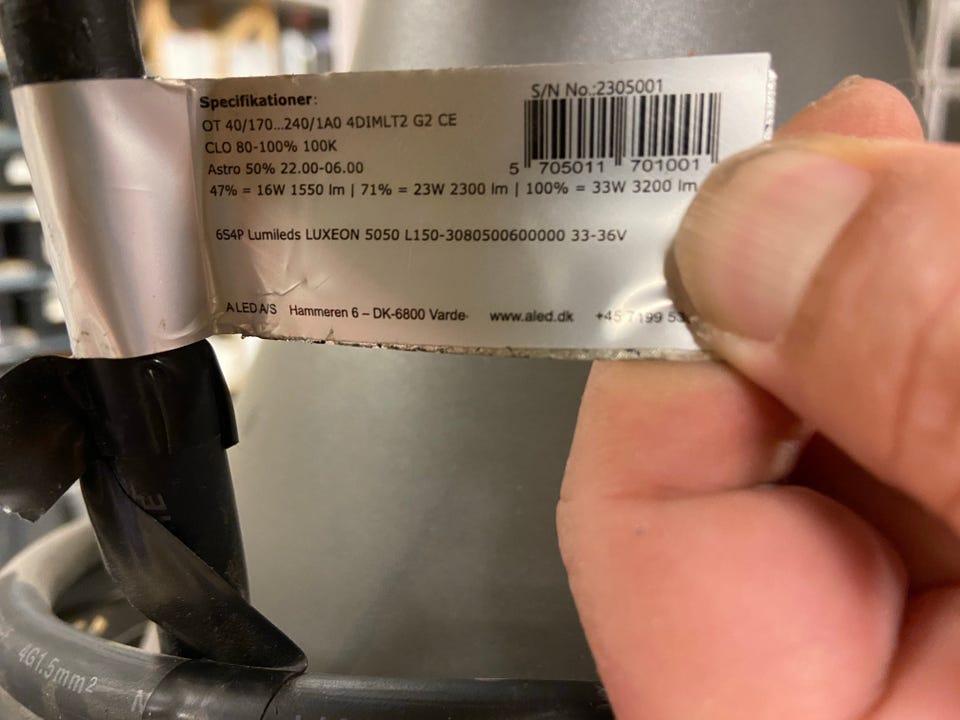 Specifikationer:
S/N No.:2305001
OT 40/170...240/1A0 4DIMLT2 G2 CE
CLO 80-100% 100K
Astro 50% 22.00-06.00
5 705011 701001
47% = 16W 1550 lm | 71% = 23W 2300 lm | 100% = 33W 3200 lm
6S4P Lumileds LUXEON 5050 L150-3080500600000 33-36V
A LED A/S Hammeren 6 – DK-6800 Varde- www.aled.dk +45 7199 53
4G1.5mm²